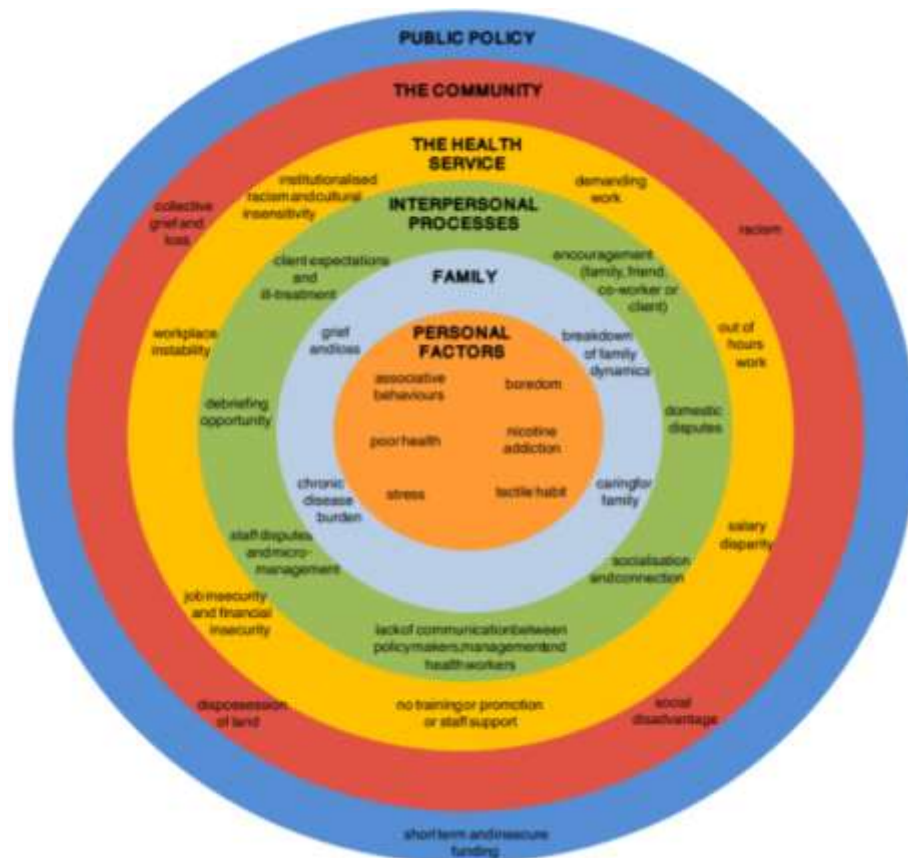 PUBLIC POLICY
THE COMMUNITY
THE HEALTH
SERVICE
institutionalised
racism and cultural
insensitivity
demanding
work
collective
grief and
loss
INTERPERSONAL
PROCESSES
racism
client expectations
and
ill-treatment
encouragement
(family, friend,
co-worker or
client)
FAMILY
workplace
instability
grief
and loss
PERSONAL
FACTORS
breakdown
of family
dynamics
out of
hours
work
associative
behaviours
boredom
debriefing
opportunity
domestic
disputes
poor health
nicotine
addiction
chronic
disease
burden
stress
tactile habit
caring for
family
staff disputes
and micro-
management
salary
disparity
socialisation
and connection
job insecurity
and financial
insecurity
lack of communication between
policy makers, management and
health workers
dispossession
of land
no training or promotion
or staff support
social
disadvantage
short term and insecure
funding